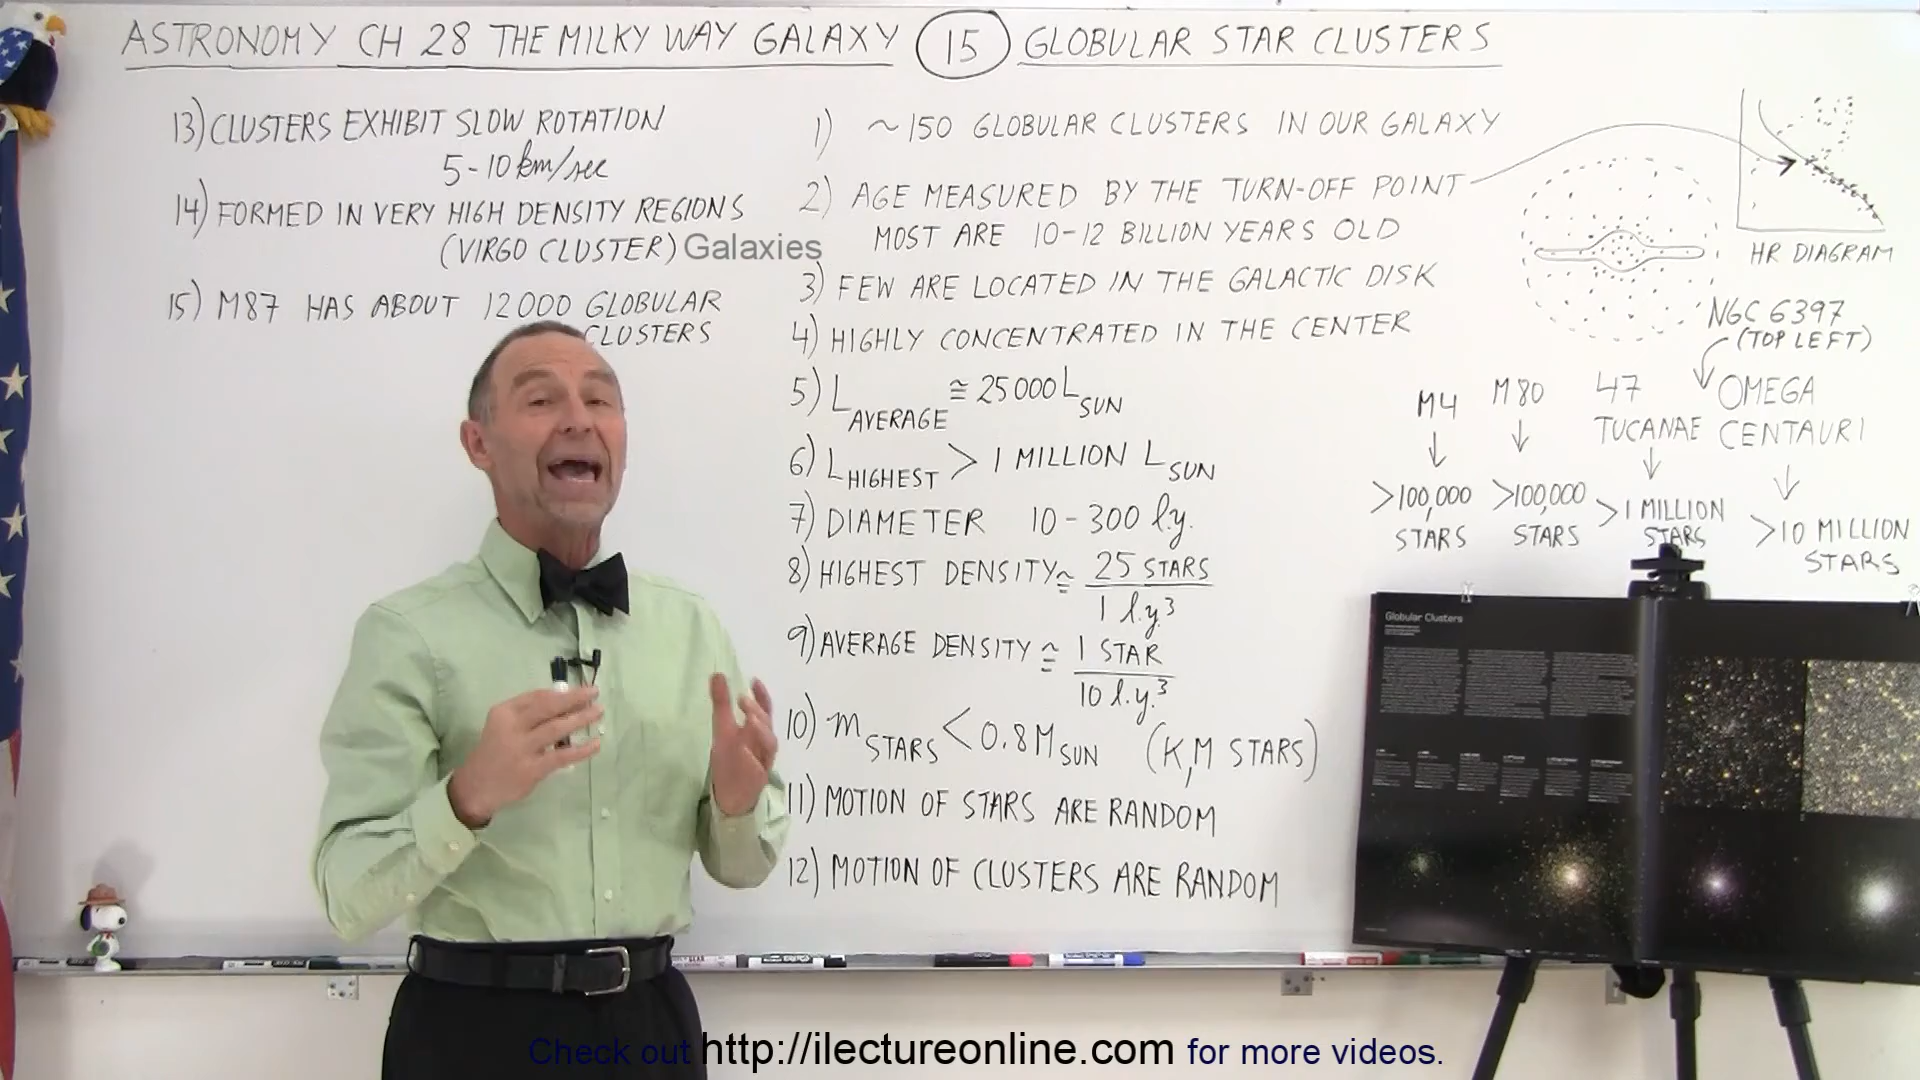 ASTRONOMY CH 28 THE MILKY WAY GALAXY 15 GLOBULAR STAR CLUSTERS
13) CLUSTERS EXHIBIT SLOW ROTATION
5-10 km/sec
14) FORMED IN VERY HIGH DENSITY REGIONS
(VIRGO CLUSTER) Galaxies
15) M87 HAS ABOUT 12000 GLOBULAR
CLUSTERS
1) ~150 GLOBULAR CLUSTERS IN OUR GALAXY
2) AGE MEASURED BY THE TURN-OFF POINT
MOST ARE 10-12 BILLION YEARS OLD
3) FEW ARE LOCATED IN THE GALACTIC DISK
4) HIGHLY CONCENTRATED IN THE CENTER
5) L AVERAGE ≅ 25000 L SUN
6) L HIGHEST > 1 MILLION L SUN
7) DIAMETER 10-300 l.y.
8) HIGHEST DENSITY ≅ 25 STARS
1 l.y.³
9) AVERAGE DENSITY ≅ 1 STAR
10 l.y.³
10) m STARS < 0.8 M SUN (K,M STARS)
11) MOTION OF STARS ARE RANDOM
12) MOTION OF CLUSTERS ARE RANDOM
HR DIAGRAM
NGC 6397
(TOP LEFT)
M4
>100,000
STARS
M80
>100,000
STARS
47
TUCANAE
>1 MILLION
STARS
OMEGA
CENTAURI
>10 MILLION
STARS
Globular Clusters
Check out http://ilectureonline.com for more videos.